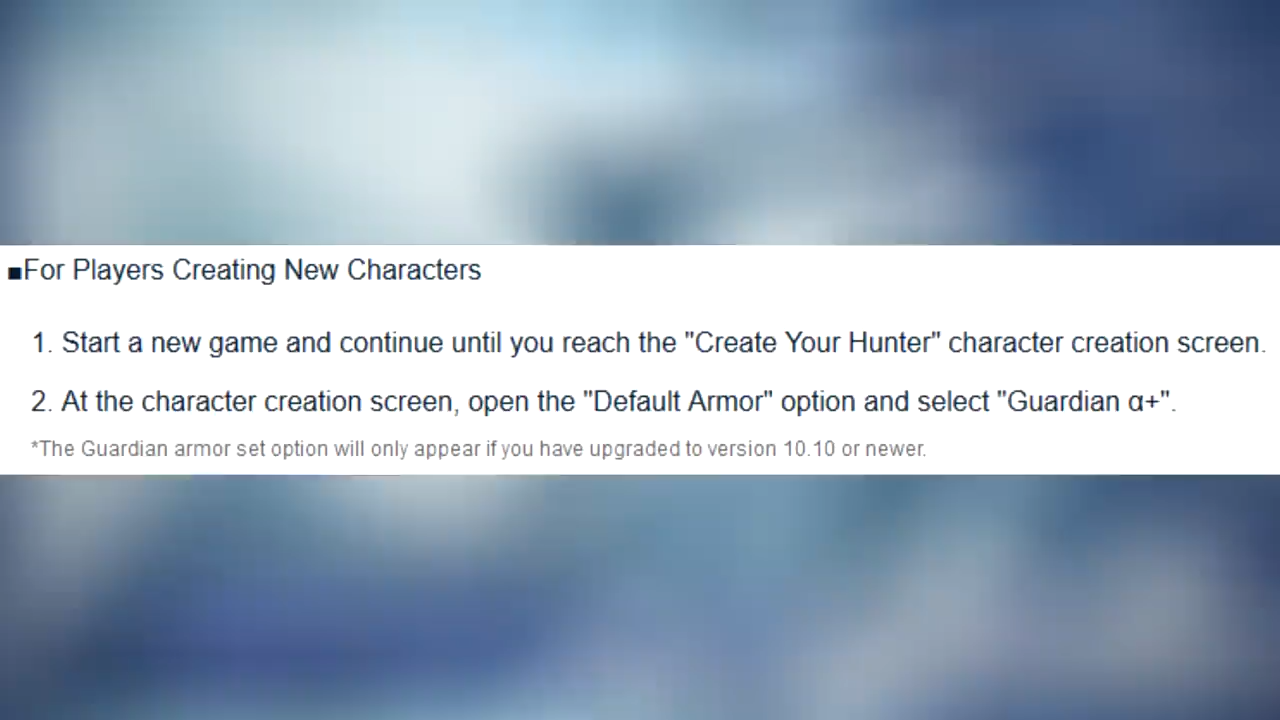 ■For Players Creating New Characters
1. Start a new game and continue until you reach the "Create Your Hunter" character creation screen.
2. At the character creation screen, open the "Default Armor" option and select "Guardian α+".
*The Guardian armor set option will only appear if you have upgraded to version 10.10 or newer.